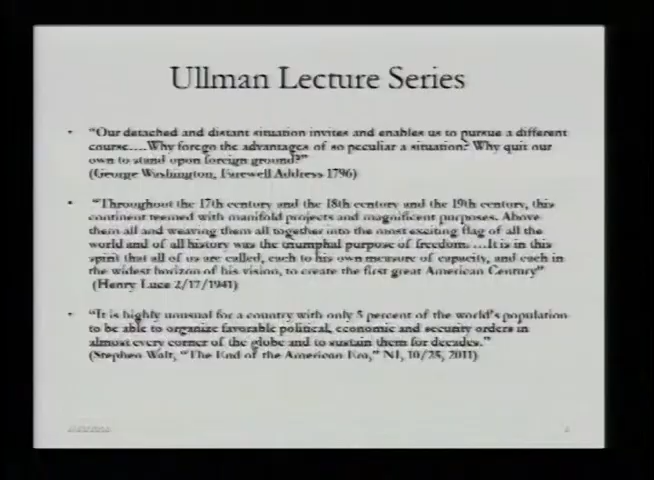 Ullman Lecture Series
• "Our detached and distant situation invites and enables us to pursue a different
course….Why forego the advantages of so peculiar a situation? Why quit our
own to stand upon foreign ground?"
(George Washington, Farewell Address 1796)
• "Throughout the 17th century and the 18th century and the 19th century, this
continent teemed with manifold projects and magnificent purposes. Above
them all and weaving them all together into the most exciting flag of all the
world and of all history was the triumphal purpose of freedom….It is in this
spirit that all of us are called, each to his own measure of capacity, and each in
the widest horizon of his vision, to create the first great American Century"
(Henry Luce 2/17/1941)
• "It is highly unusual for a country with only 5 percent of the world's population
to be able to organize favorable political, economic and security orders in
almost every corner of the globe and to sustain them for decades."
(Stephen Walt, "The End of the American Era," NI, 10/25, 2011)